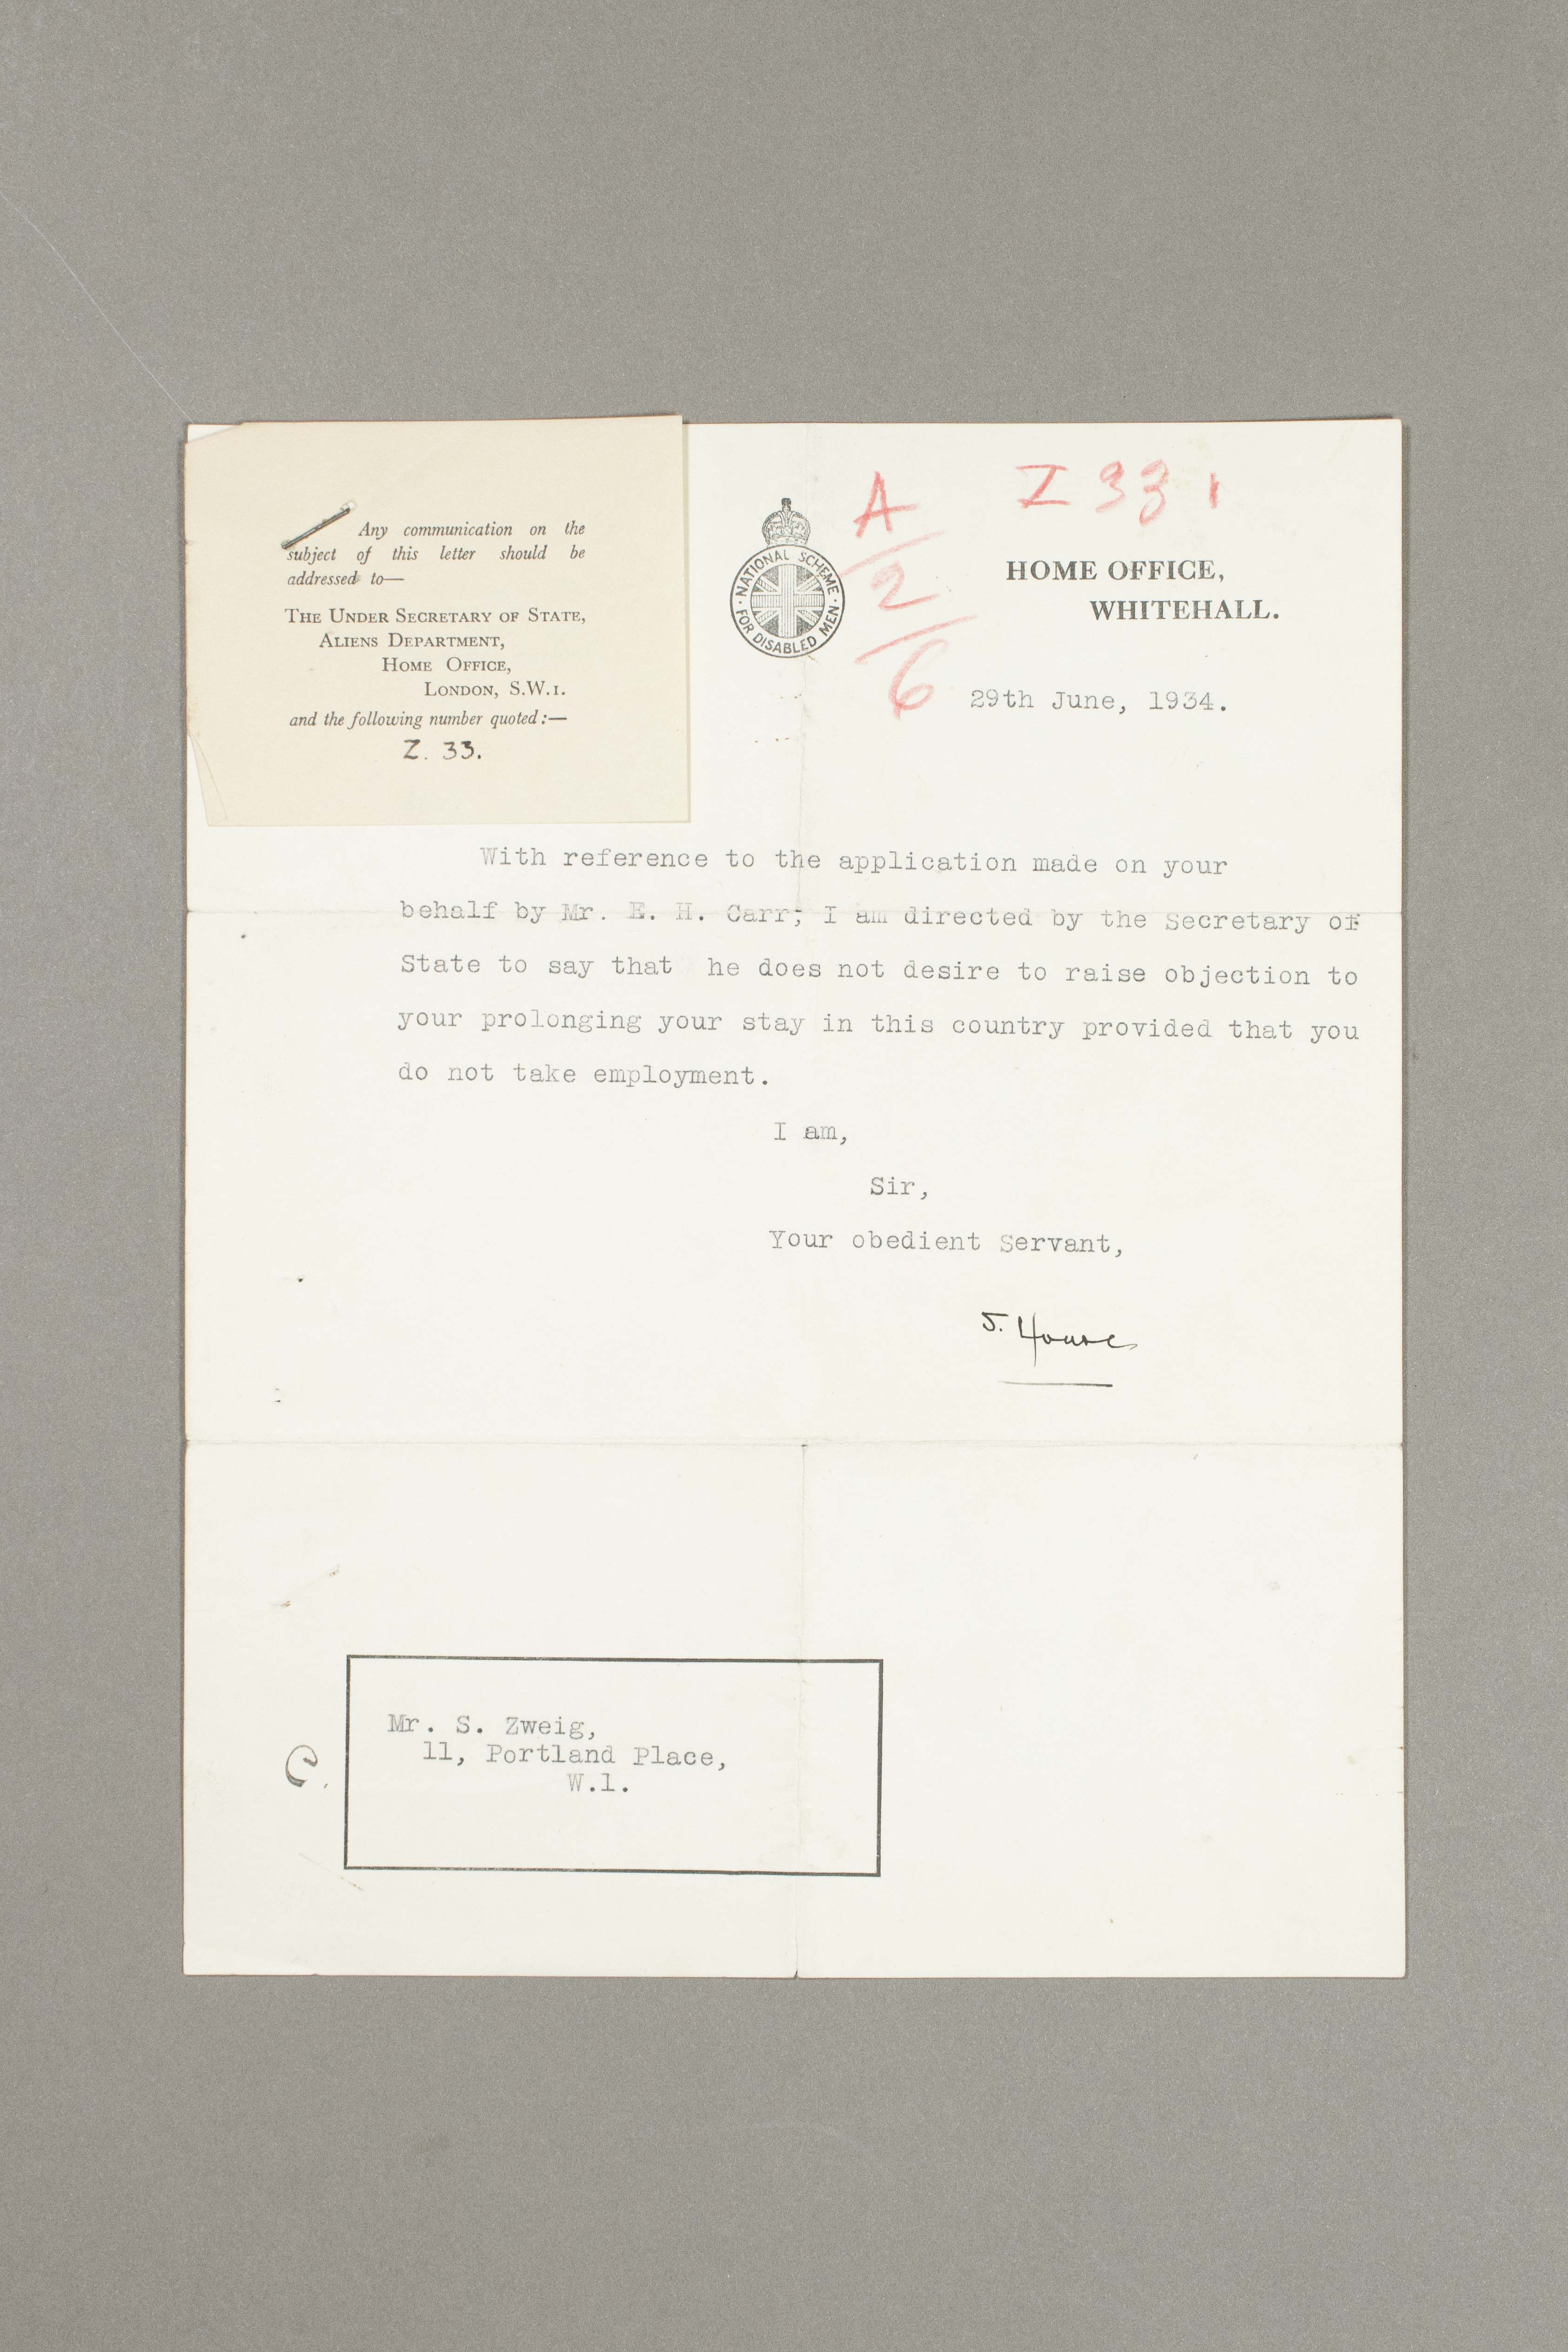 Any communication on the
subject of this letter should be
addressed to—
THE UNDER SECRETARY OF STATE,
ALIENS DEPARTMENT,
HOME OFFICE,
LONDON, S.W.1.
and the following number quoted:—
Z. 33.
NATIONAL SCHEME
FOR DISABLED MEN
A
2
6
Z 33 1
HOME OFFICE,
WHITEHALL.
29th June, 1934.
With reference to the application made on your
behalf by Mr. E. H. Carr; I am directed by the Secretary of
State to say that he does not desire to raise objection to
your prolonging your stay in this country provided that you
do not take employment.
I am,
Sir,
Your obedient Servant,
Mr. S. Zweig,
11, Portland Place,
W.1.